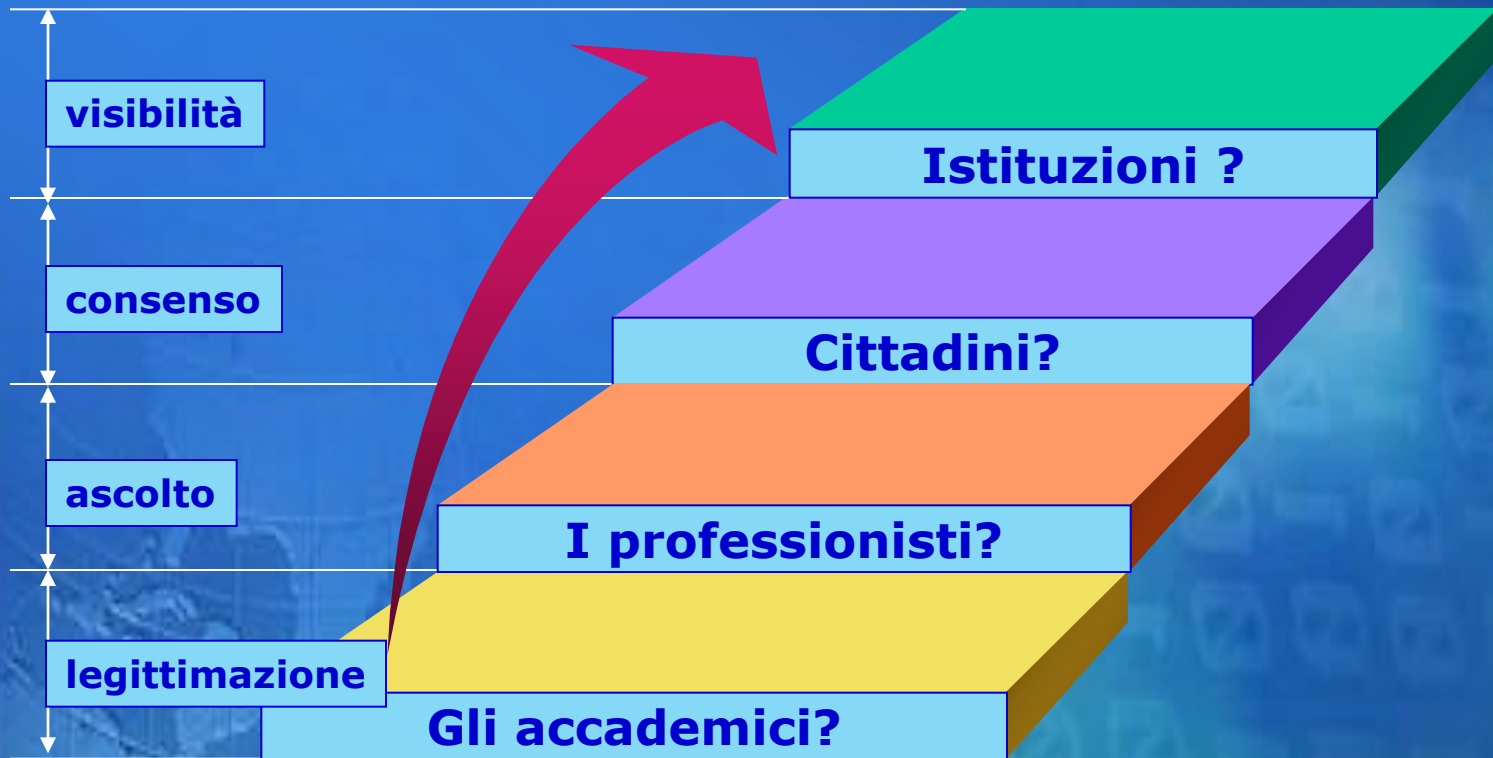 visibilità
Istituzioni ?
consenso
Cittadini?
ascolto
I professionisti?
legittimazione
Gli accademici?